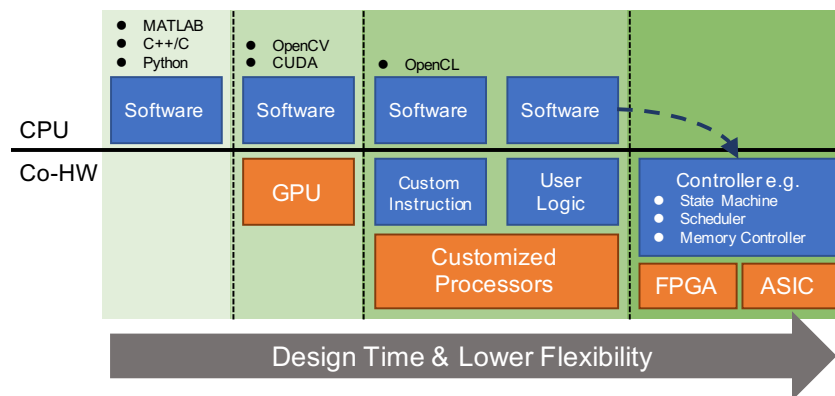 ● MATLAB
● C++/C
● Python
● OpenCV
● CUDA
● OpenCL
Software
Software
Software
Software
CPU
Co-HW
GPU
Custom
Instruction
User
Logic
Controller e.g.
● State Machine
● Scheduler
● Memory Controller
Customized
Processors
FPGA
ASIC
Design Time & Lower Flexibility